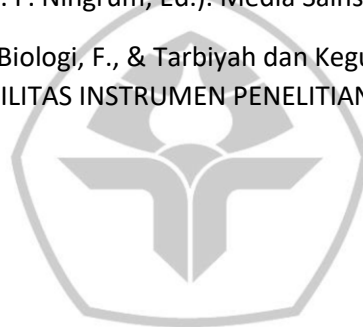 . F. Ningrum, Ed.). Media Sains
Biologi, F., & Tarbiyah dan Kegu
ILITAS INSTRUMEN PENELITIAN